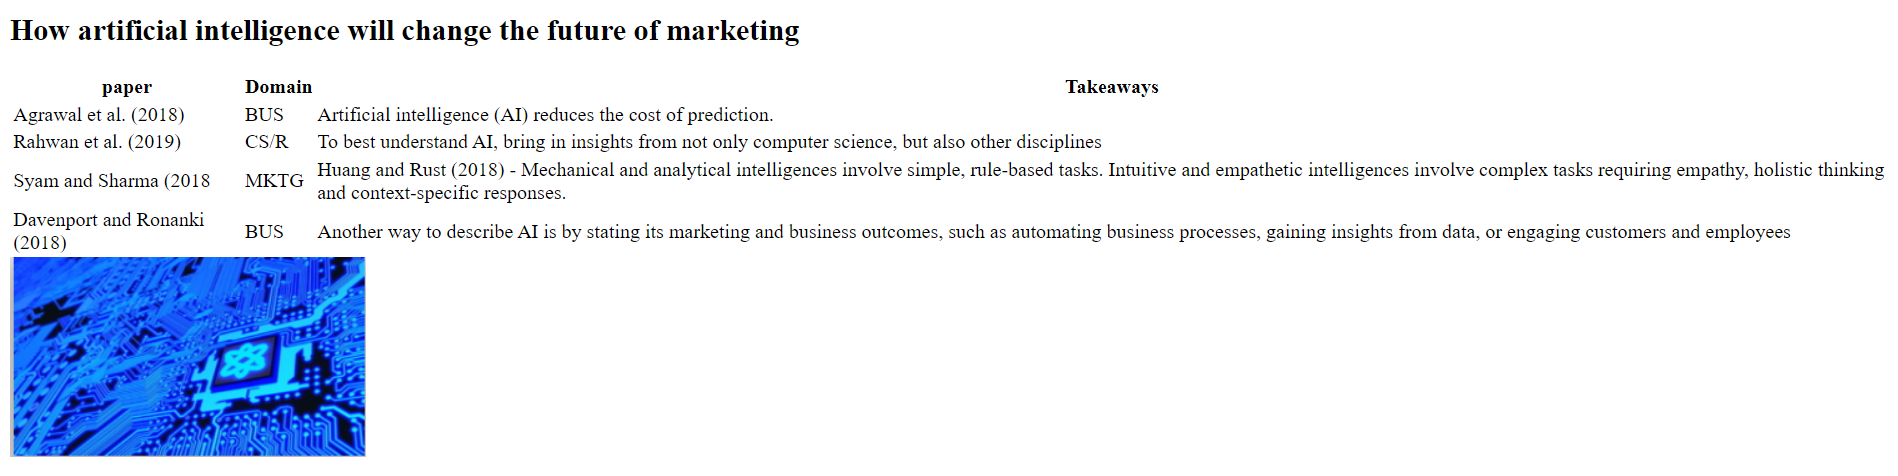 How artificial intelligence will change the future of marketing
paper Domain Takeaways
Agrawal et al. (2018) BUS Artificial intelligence (AI) reduces the cost of prediction.
Rahwan et al. (2019) CS/R To best understand AI, bring in insights from not only computer science, but also other disciplines
Syam and Sharma (2018 MKTG Huang and Rust (2018) - Mechanical and analytical intelligences involve simple, rule-based tasks. Intuitive and empathetic intelligences involve complex tasks requiring empathy, holistic thinking
and context-specific responses.
Davenport and Ronanki
(2018) BUS Another way to describe AI is by stating its marketing and business outcomes, such as automating business processes, gaining insights from data, or engaging customers and employees